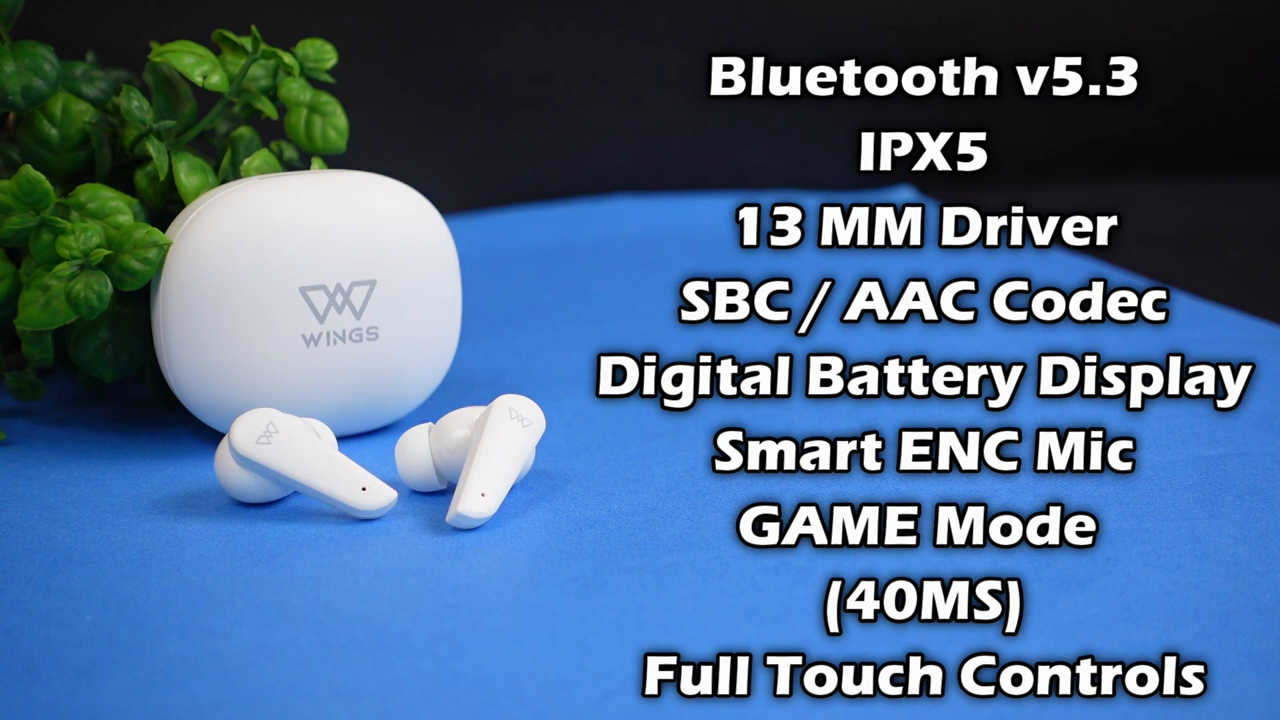 WINGS
Bluetooth v5.3
IPX5
13 MM Driver
SBC / AAC Codec
Digital Battery Display
Smart ENC Mic
GAME Mode
(40MS)
Full Touch Controls